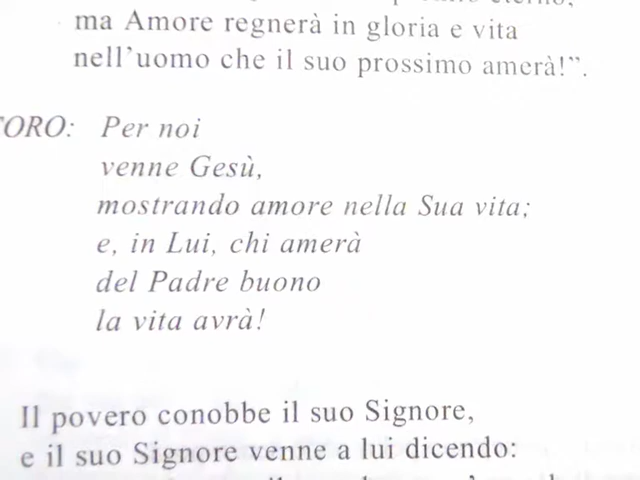 ma Amore regnerà in gloria e vita
nell'uomo che il suo prossimo amerà!”.
CORO: Per noi
venne Gesù,
mostrando amore nella Sua vita;
e, in Lui, chi amerà
del Padre buono
la vita avrà!
Il povero conobbe il suo Signore,
e il suo Signore venne a lui dicendo: